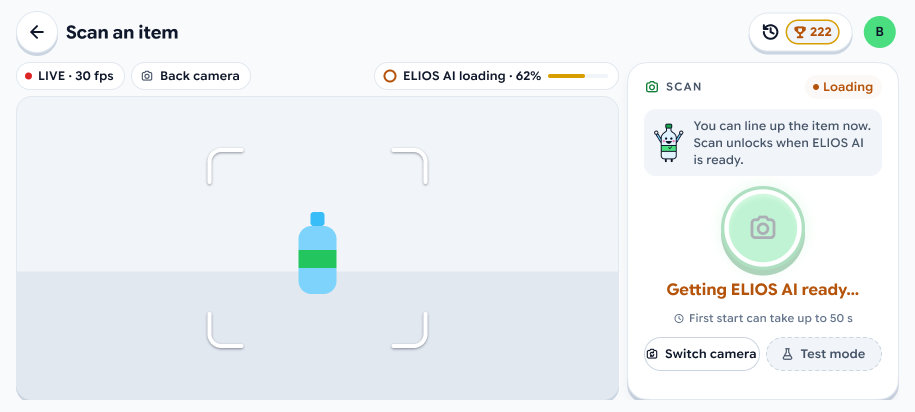 Scan an item
222
B
LIVE · 30 fps
Back camera
ELIOS AI loading · 62%
SCAN
Loading
You can line up the item now.
Scan unlocks when ELIOS AI
is ready.
Getting ELIOS AI ready...
First start can take up to 50 s
Switch camera
Test mode